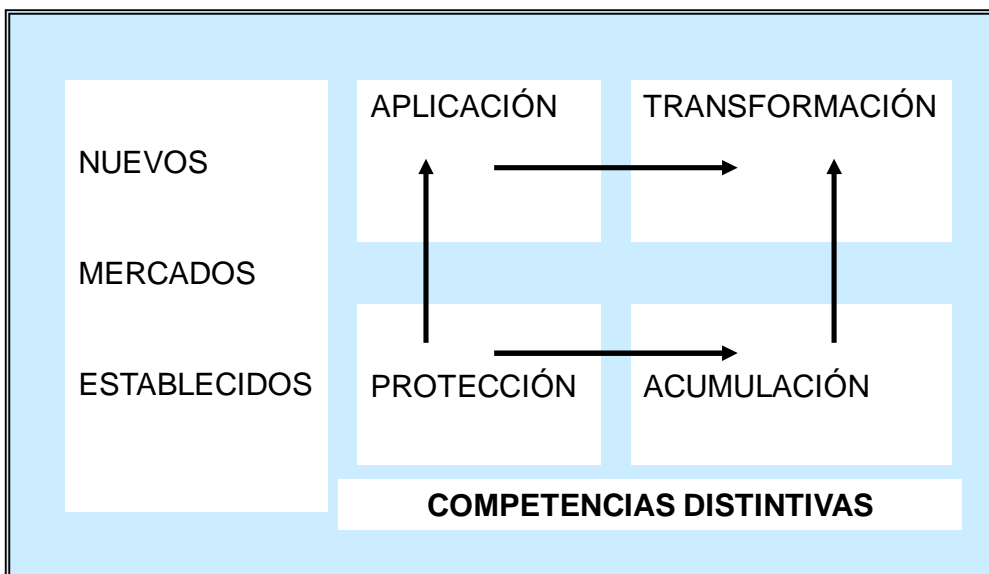 APLICACIÓN
TRANSFORMACIÓN
NUEVOS
MERCADOS
ESTABLECIDOS
PROTECCIÓN
ACUMULACIÓN
COMPETENCIAS DISTINTIVAS